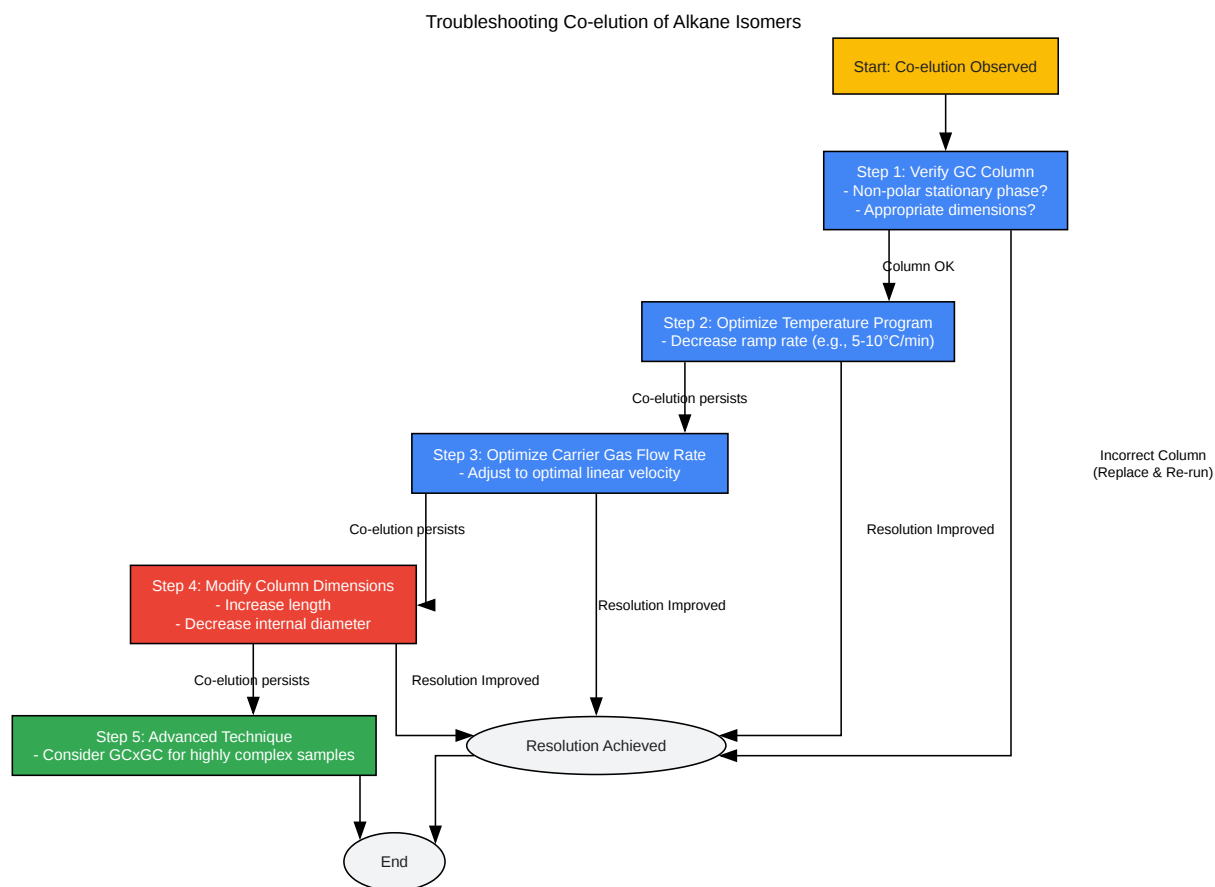 Troubleshooting Co-elution of Alkane Isomers
Start: Co-elution Observed
Step 1: Verify GC Column
- Non-polar stationary phase?
- Appropriate dimensions?
Column OK
Step 2: Optimize Temperature Program
- Decrease ramp rate (e.g., 5-10°C/min)
Co-elution persists
Step 3: Optimize Carrier Gas Flow Rate
- Adjust to optimal linear velocity
Incorrect Column
(Replace & Re-run)
Co-elution persists
Resolution Improved
Step 4: Modify Column Dimensions
- Increase length
- Decrease internal diameter
Resolution Improved
Co-elution persists
Resolution Improved
Step 5: Advanced Technique
- Consider GCxGC for highly complex samples
Resolution Achieved
End